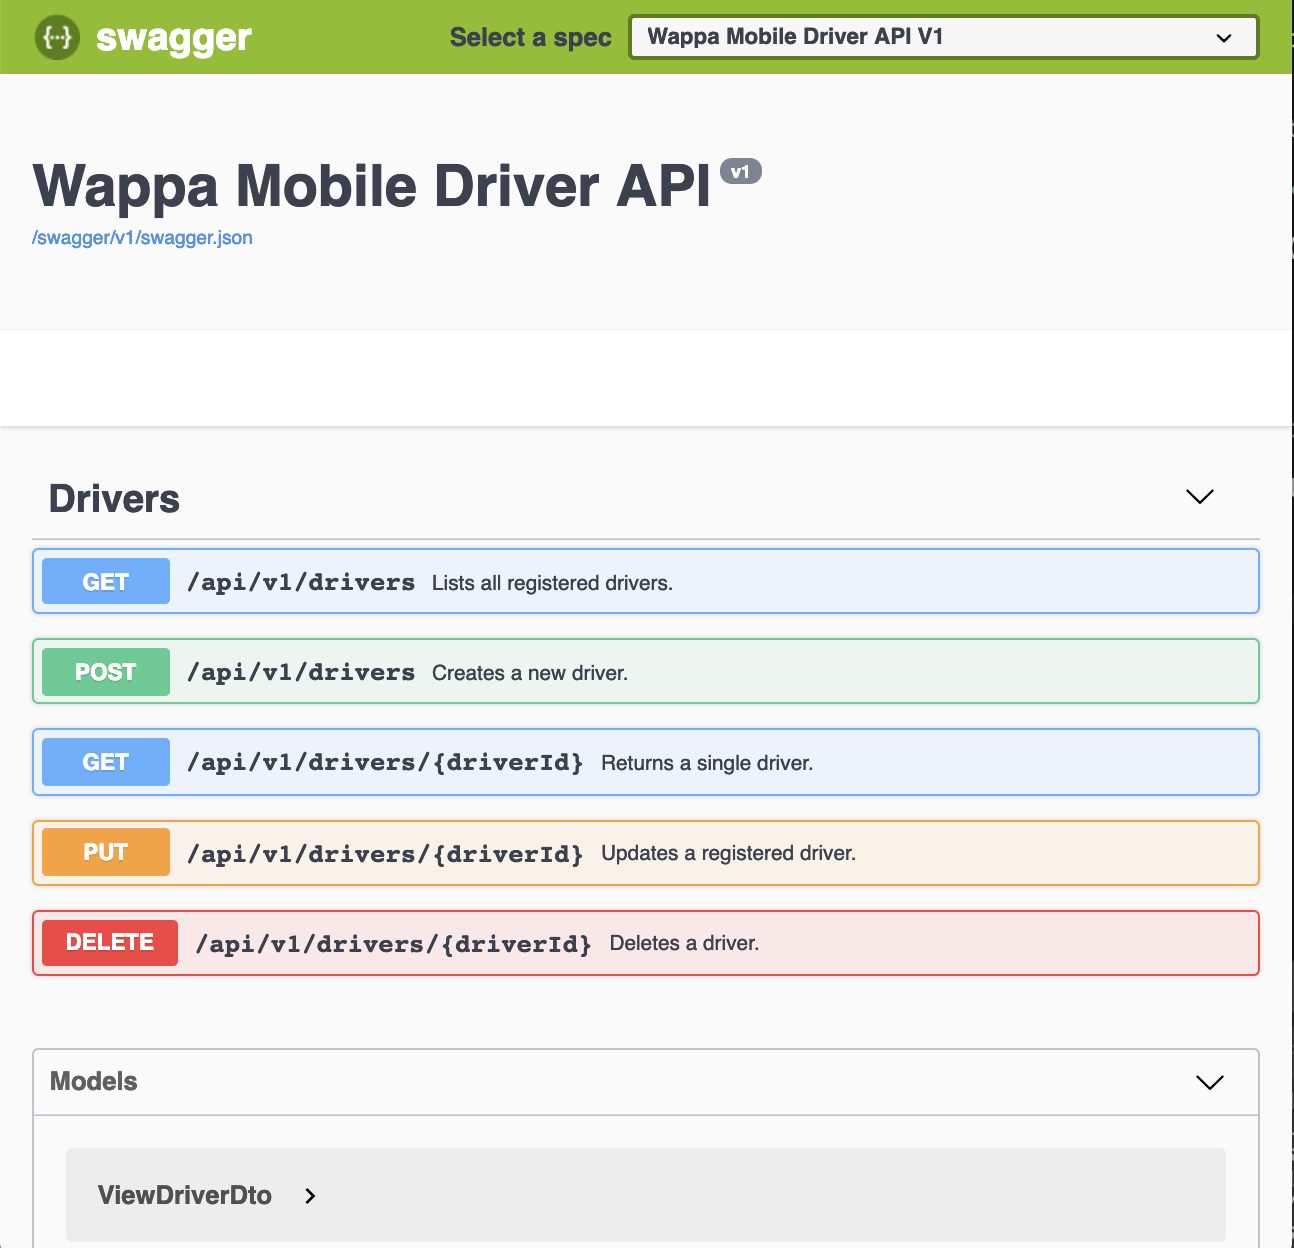 {···} swagger
Select a spec
Wappa Mobile Driver API V1
Wappa Mobile Driver API v1
/swagger/v1/swagger.json
Drivers
GET /api/v1/drivers Lists all registered drivers.
POST /api/v1/drivers Creates a new driver.
GET /api/v1/drivers/{driverId} Returns a single driver.
PUT /api/v1/drivers/{driverId} Updates a registered driver.
DELETE /api/v1/drivers/{driverId} Deletes a driver.
Models
ViewDriverDto